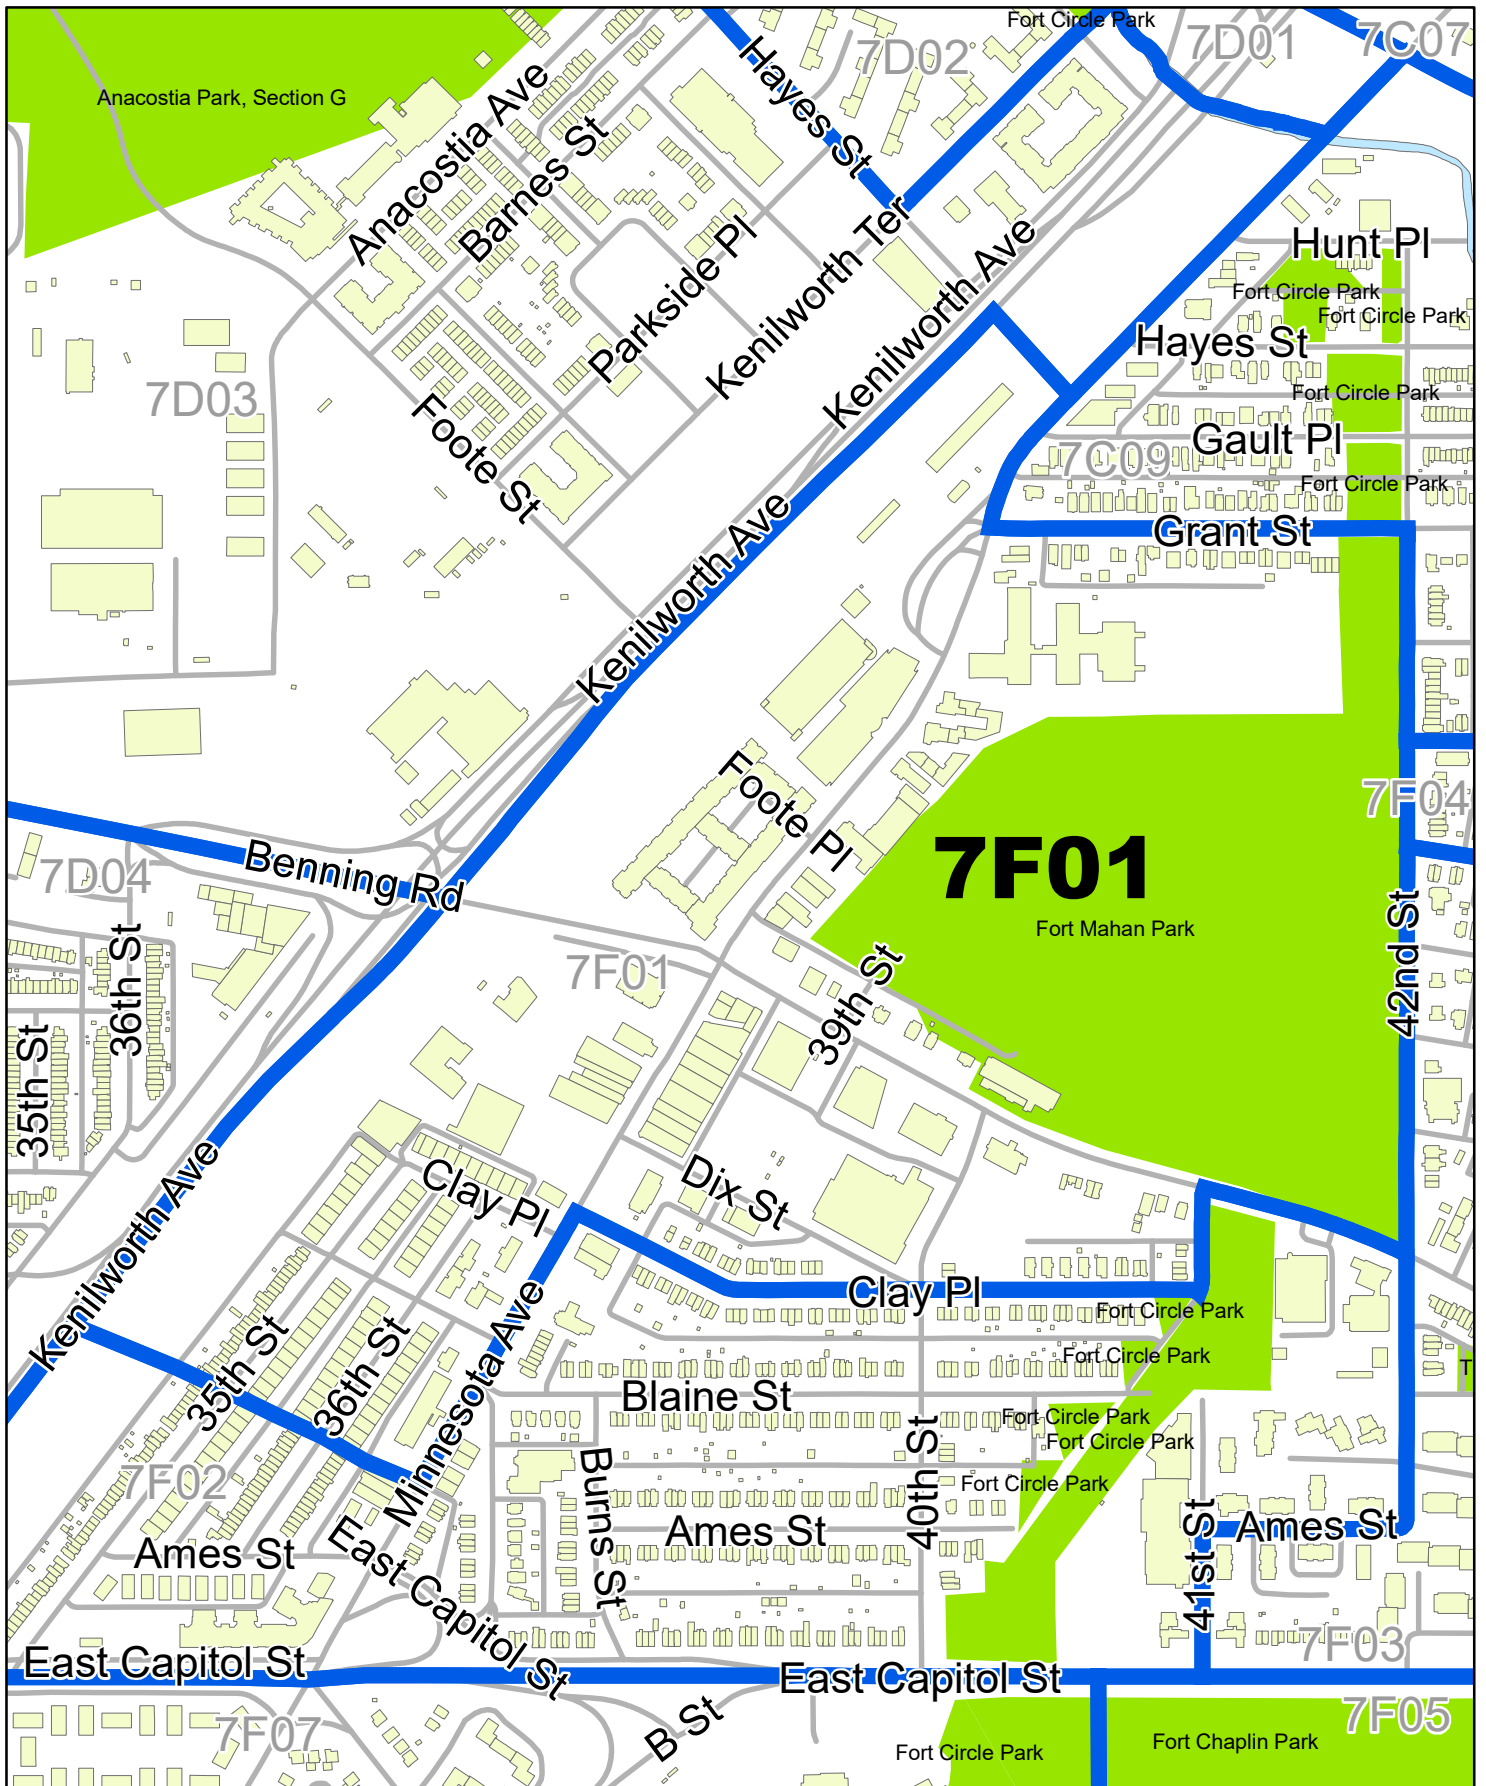 Fort Circle Park
7D02
7D01
7C07
Hayes St
Anacostia Park, Section G
Anacostia Ave
Barnes St
Parkside Pl
Kenilworth Ter
Kenilworth Ave
Hunt Pl
Fort Circle Park
Fort Circle Park
Hayes St
7D03
Fort Circle Park
Foote St
7C09
Gault Pl
Fort Circle Park
Grant St
Kenilworth Ave
Foote Pl
7F04
7F01
Fort Mahan Park
7D04
Benning Rd
36th St
35th St
7F01
39th St
42nd St
Kenilworth Ave
Clay Pl
Dix St
Clay Pl
Fort Circle Park
Fort Circle Park
35th St
36th St
Minnesota Ave
Blaine St
T
Fort Circle Park
Fort Circle Park
40th St
Fort Circle Park
7F02
Burns St
Ames St
Ames St
41st St
Ames St
East Capitol St
7F03
East Capitol St
East Capitol St
7F05
7F07
B St
Fort Circle Park
Fort Chaplin Park